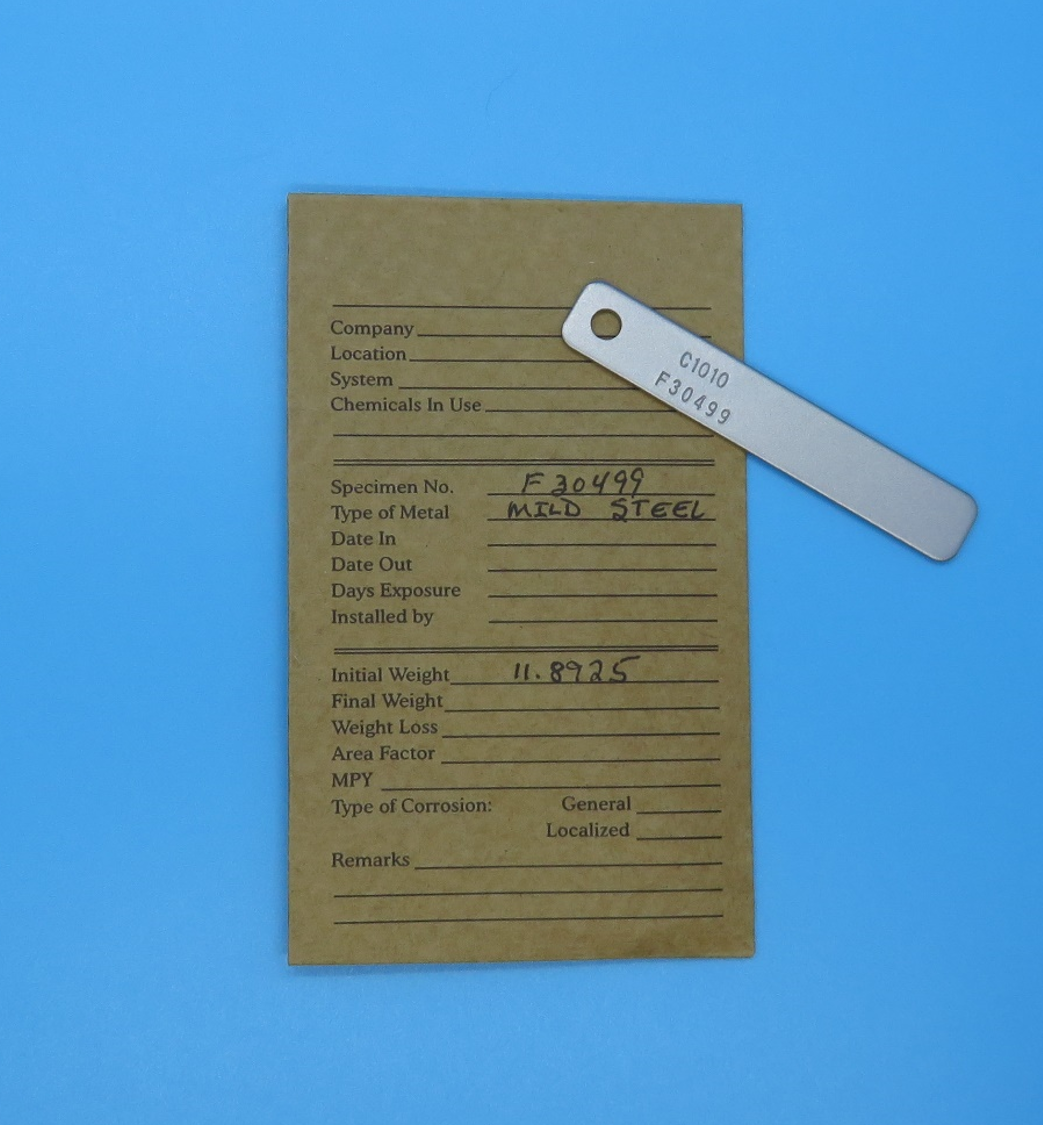 Company
Location
System
Chemicals In Use
C1010
F30499
Specimen No. F30499
Type of Metal MILD STEEL
Date In
Date Out
Days Exposure
Installed by
Initial Weight 11.8925
Final Weight
Weight Loss
Area Factor
MPY
Type of Corrosion: General
Localized
Remarks